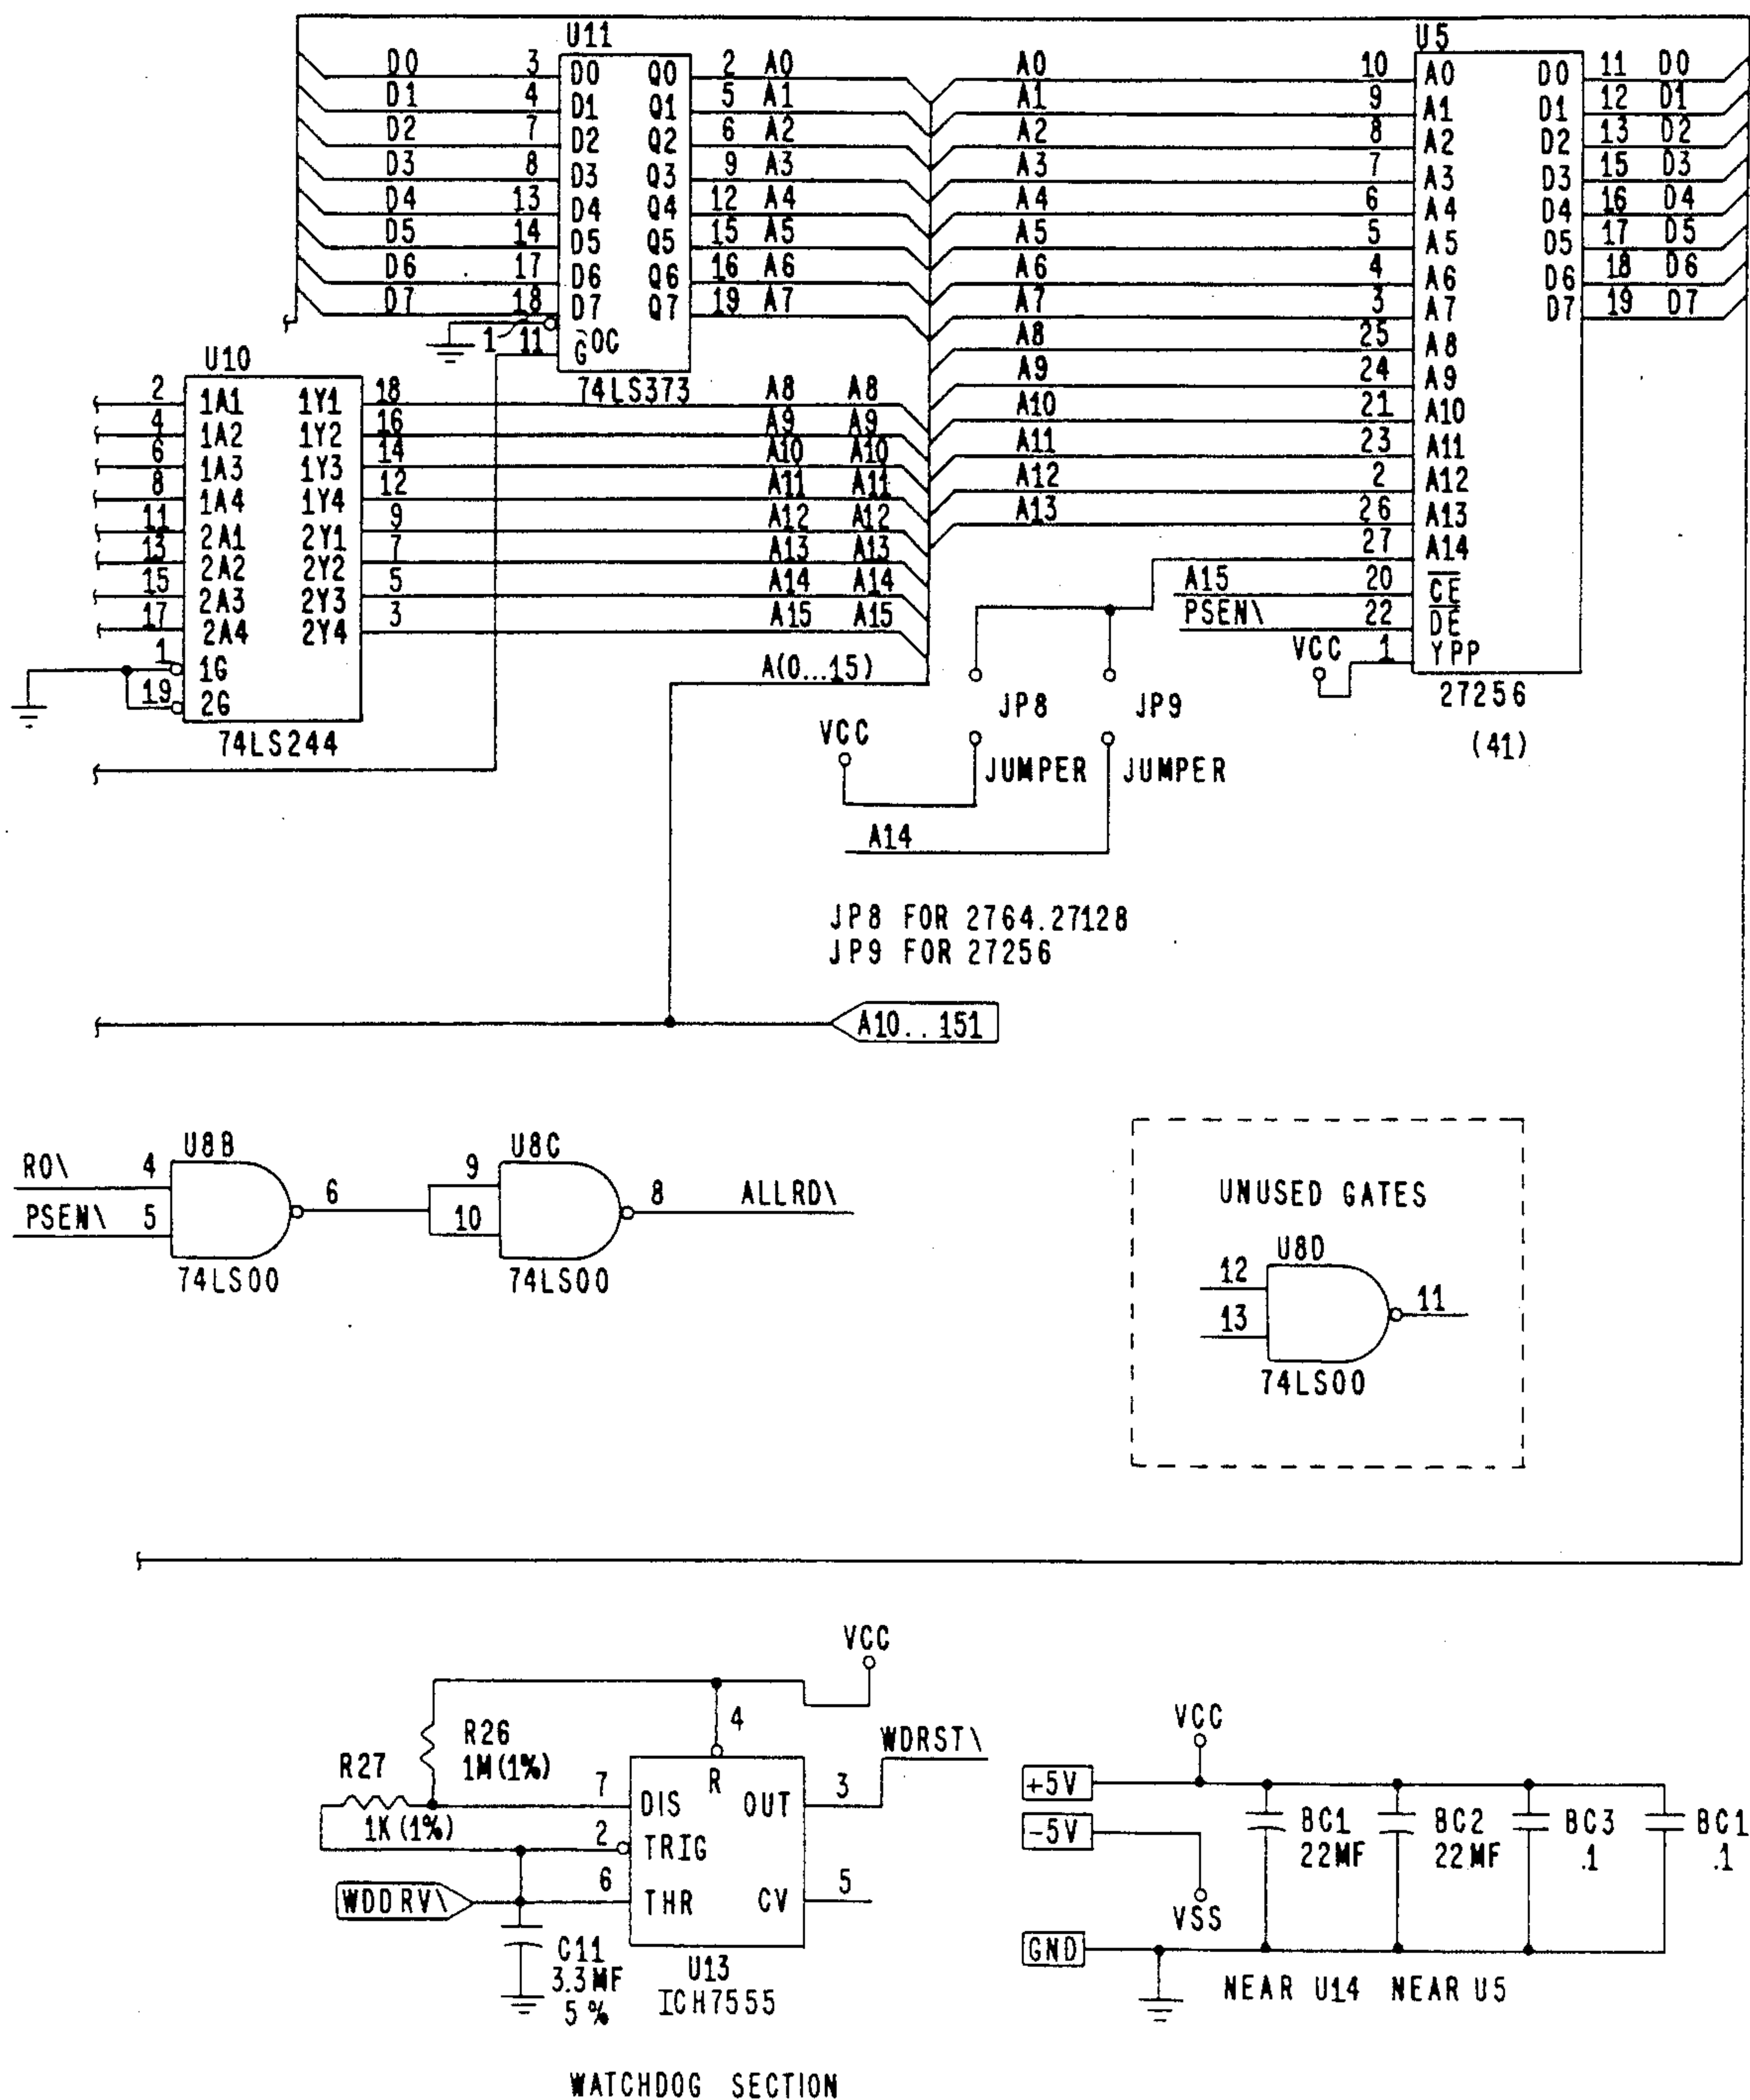 U11
D0 3 D0 Q0 2 A0
D1 4 D1 Q1 5 A1
D2 7 D2 Q2 6 A2
D3 8 D3 Q3 9 A3
D4 13 D4 Q4 12 A4
D5 14 D5 Q5 15 A5
D6 17 D6 Q6 16 A6
D7 18 D7 Q7 19 A7
1 OC
11 G
74LS373
U5
A0 10 A0 D0 11 D0
A1 9 A1 D1 12 D1
A2 8 A2 D2 13 D2
A3 7 A3 D3 15 D3
A4 6 A4 D4 16 D4
A5 5 A5 D5 17 D5
A6 4 A6 D6 18 D6
A7 3 A7 D7 19 D7
A8 25 A8
A9 24 A9
A10 21 A10
A11 23 A11
A12 2 A12
A13 26 A13
27 A14
A15 20 CE
PSEN\ 22 DE
VCC 1 YPP
27256
(41)
U10
2 1A1 1Y1 18 A8 A8
4 1A2 1Y2 16 A9 A9
6 1A3 1Y3 14 A10 A10
8 1A4 1Y4 12 A11 A11
11 2A1 2Y1 9 A12 A12
13 2A2 2Y2 7 A13 A13
15 2A3 2Y3 5 A14 A14
17 2A4 2Y4 3 A15 A15
1 1G
19 2G
74LS244
A(0...15)
JP8 JP9
VCC
JUMPER JUMPER
A14
JP8 FOR 2764.27128
JP9 FOR 27256
A10..151
U8B
RO\ 4
PSEN\ 5
6
74LS00
U8C
9
10
8 ALLRD\
74LS00
UNUSED GATES
U8D
12
13
11
74LS00
VCC
4
R26
1M(1%)
R27
1K(1%)
WDRST\
7 DIS R OUT 3
2 TRIG
6 THR CV 5
WDDRV\
C11
3.3MF
5%
U13
ICH7555
WATCHDOG SECTION
VCC
+5V
-5V
VSS
GND
BC1
22MF
BC2
22MF
BC3
.1
BC1
.1
NEAR U14 NEAR U5